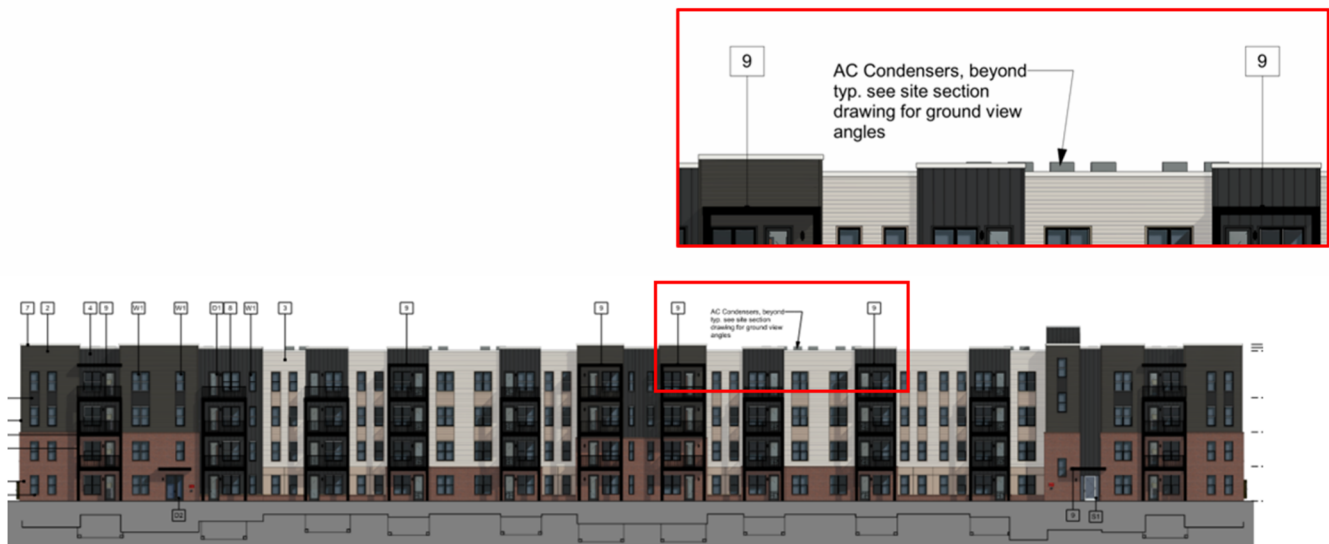 9
9
AC Condensers, beyond
typ. see site section
drawing for ground view
angles
7 2 4 9 W1 W1 D1 8 W1 3 9 9 9 9
AC Condensers, beyond
typ. see site section
drawing for ground view
angles
D2 9 S1